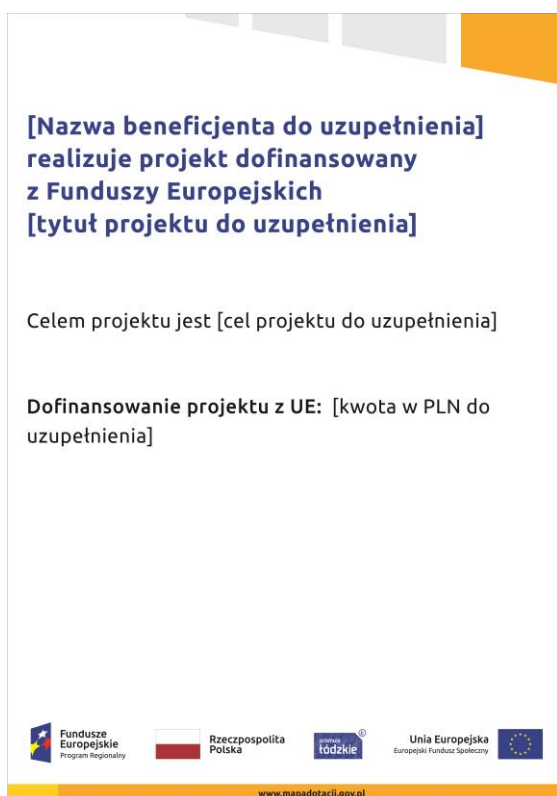 [Nazwa beneficjenta do uzupełnienia]
realizuje projekt dofinansowany
z Funduszy Europejskich
[tytuł projektu do uzupełnienia]
Celem projektu jest [cel projektu do uzupełnienia]
Dofinansowanie projektu z UE: [kwota w PLN do
uzupełnienia]
Fundusze
Europejskie
Program Regionalny
Rzeczpospolita
Polska
promuje
łódzkie
Unia Europejska
Europejski Fundusz Społeczny
www.mapadotacji.gov.pl